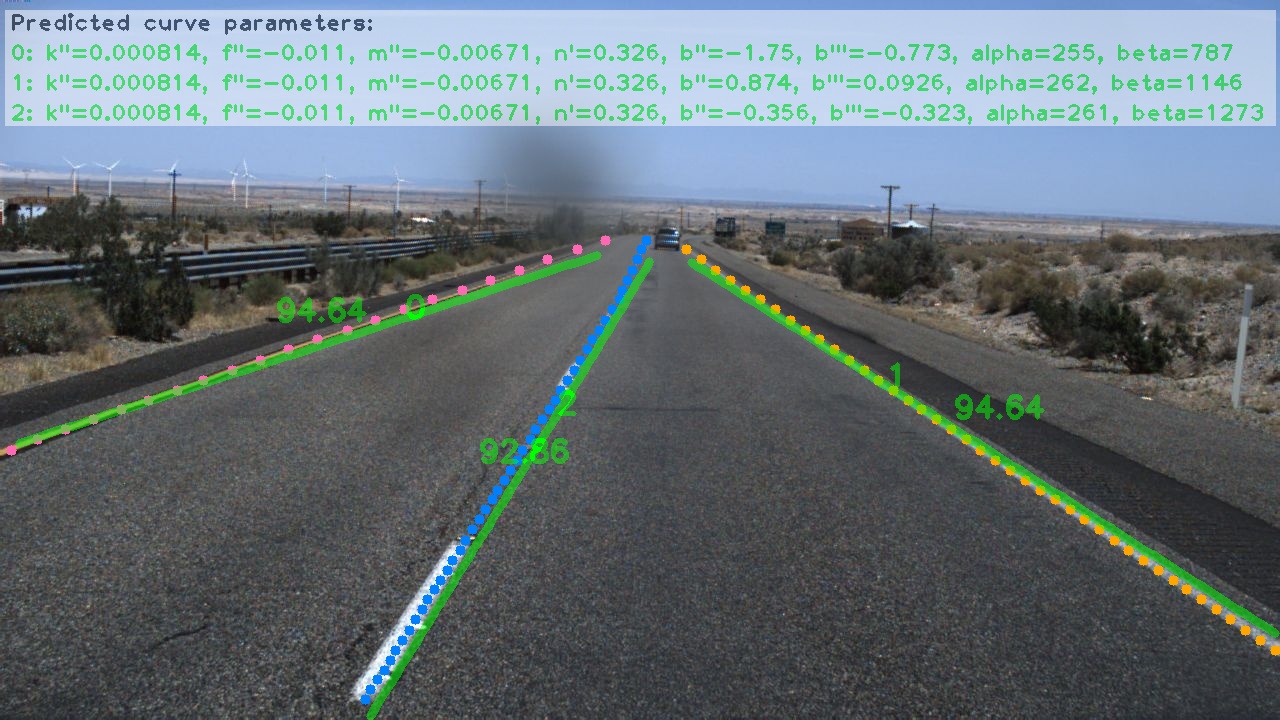 Predicted curve parameters:
0: k''=0.000814, f''=-0.011, m''=-0.00671, n'=0.326, b''=-1.75, b'''=-0.773, alpha=255, beta=787
1: k''=0.000814, f''=-0.011, m''=-0.00671, n'=0.326, b''=0.874, b'''=0.0926, alpha=262, beta=1146
2: k''=0.000814, f''=-0.011, m''=-0.00671, n'=0.326, b''=-0.356, b'''=-0.323, alpha=261, beta=1273
94.64 0
1
94.64
2
92.86